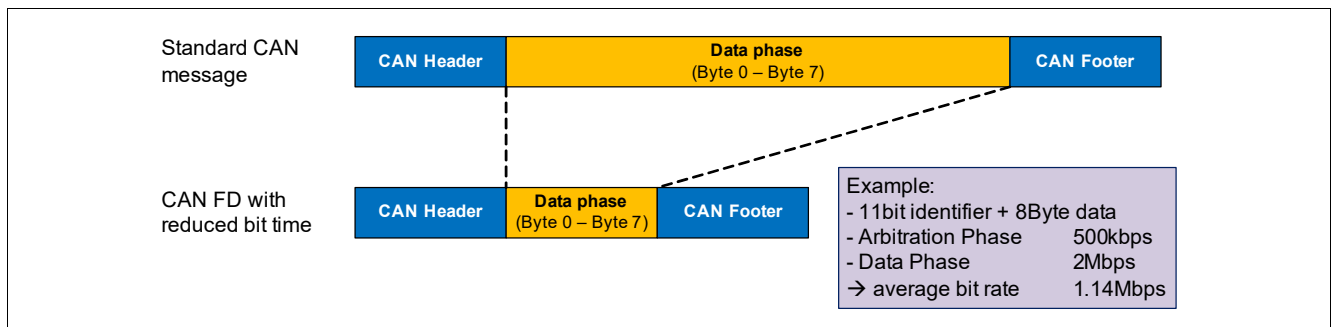 Standard CAN
message
CAN Header
Data phase
(Byte 0 – Byte 7)
CAN Footer
CAN FD with
reduced bit time
CAN Header
Data phase
(Byte 0 – Byte 7)
CAN Footer
Example:
- 11bit identifier + 8Byte data
- Arbitration Phase 500kbps
- Data Phase 2Mbps
→ average bit rate 1.14Mbps